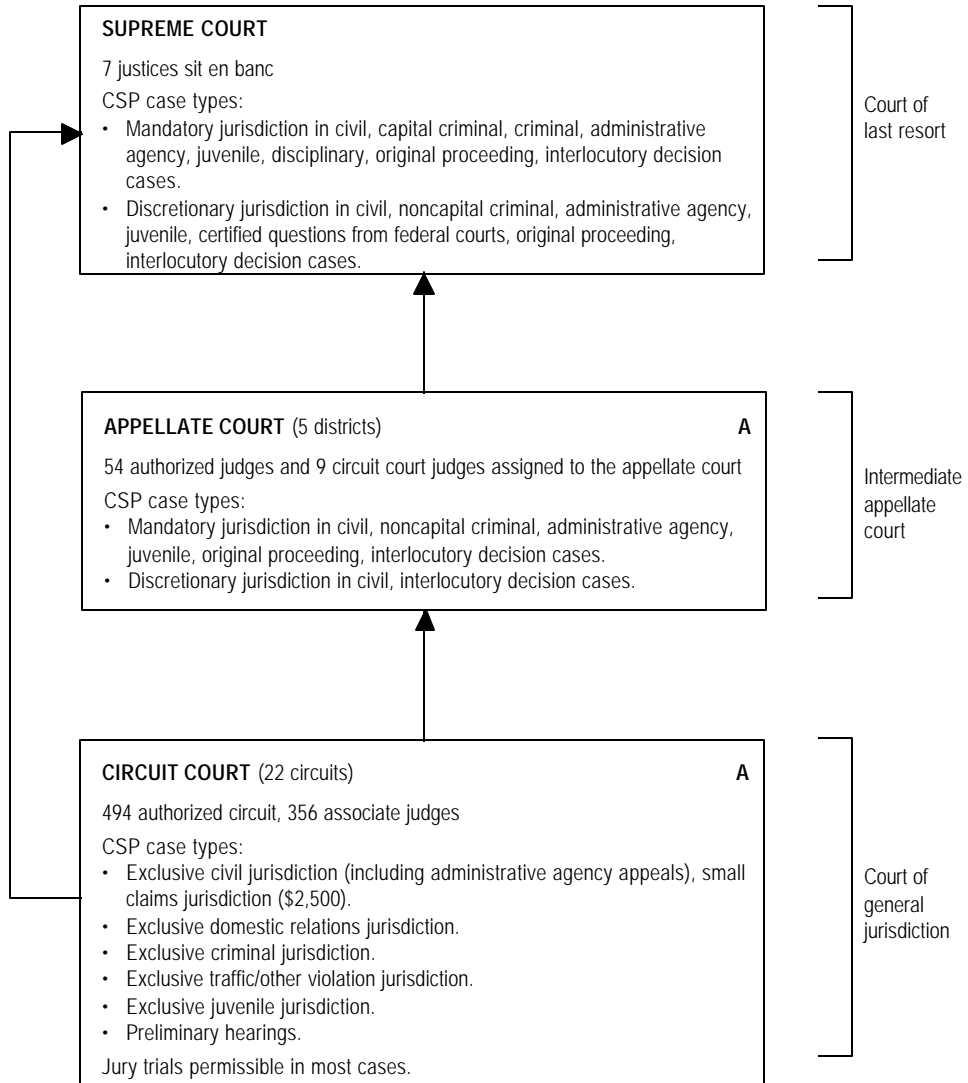 SUPREME COURT
7 justices sit en banc
CSP case types:
• Mandatory jurisdiction in civil, capital criminal, criminal, administrative
agency, juvenile, disciplinary, original proceeding, interlocutory decision
cases.
• Discretionary jurisdiction in civil, noncapital criminal, administrative agency,
juvenile, certified questions from federal courts, original proceeding,
interlocutory decision cases.
Court of
last resort
APPELLATE COURT (5 districts) A
54 authorized judges and 9 circuit court judges assigned to the appellate court
CSP case types:
• Mandatory jurisdiction in civil, noncapital criminal, administrative agency,
juvenile, original proceeding, interlocutory decision cases.
• Discretionary jurisdiction in civil, interlocutory decision cases.
Intermediate
appellate
court
CIRCUIT COURT (22 circuits) A
494 authorized circuit, 356 associate judges
CSP case types:
• Exclusive civil jurisdiction (including administrative agency appeals), small
claims jurisdiction ($2,500).
• Exclusive domestic relations jurisdiction.
• Exclusive criminal jurisdiction.
• Exclusive traffic/other violation jurisdiction.
• Exclusive juvenile jurisdiction.
• Preliminary hearings.
Jury trials permissible in most cases.
Court of
general
jurisdiction